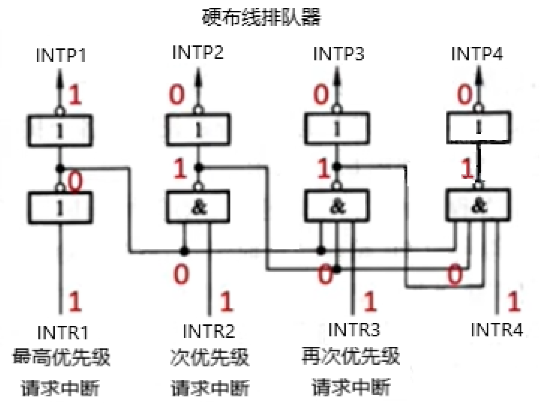 硬布线排队器
INTP1 INTP2 INTP3 INTP4
1 0 0 0
1 1 1 1
0 1 1 1
1 & & &
0 0 0
1 1 1 1
INTR1 INTR2 INTR3 INTR4
最高优先级 次优先级 再次优先级
请求中断 请求中断 请求中断